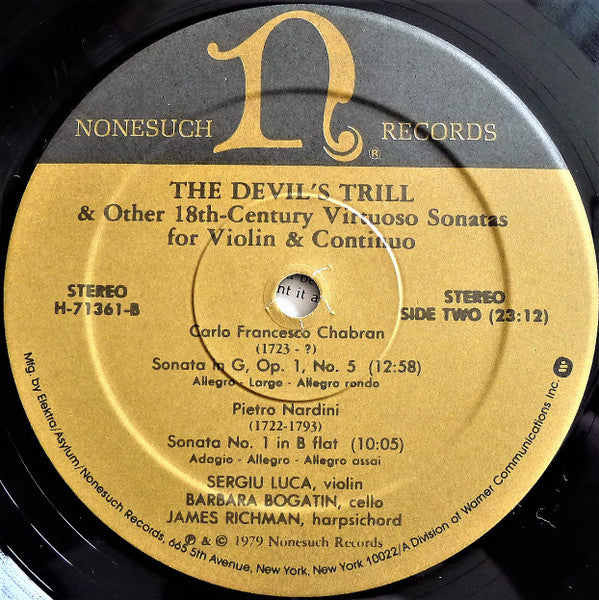 n
NONESUCH RECORDS
®
THE DEVIL'S TRILL
& Other 18th-Century Virtuoso Sonatas
for Violin & Continuo
STEREO
H-71361-B
STEREO
SIDE TWO (23:12)
nt it a
Carlo Francesco Chabran
(1723 - ?)
Sonata in G, Op. 1, No. 5 (12:58)
Allegro - Largo - Allegro rondo
Pietro Nardini
(1722-1793)
Sonata No. 1 in B flat (10:05)
Adagio - Allegro - Allegro assai
SERGIU LUCA, violin
BARBARA BOGATIN, cello
JAMES RICHMAN, harpsichord
℗ & © 1979 Nonesuch Records
Mfg. by Elektra/Asylum/Nonesuch Records, 665 5th Avenue, New York, New York 10022/A Division of Warner Communications Inc.